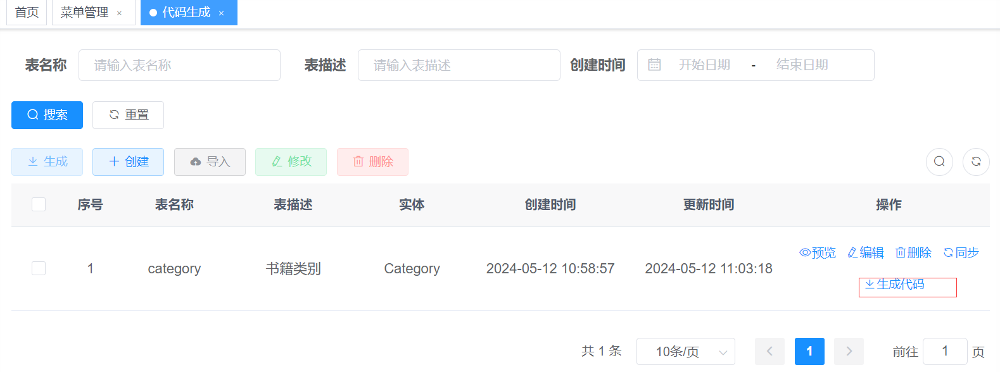 首页 菜单管理 × 代码生成 ×
表名称 请输入表名称 表描述 请输入表描述 创建时间 开始日期 - 结束日期
搜索 重置
生成 创建 导入 修改 删除
序号 表名称 表描述 实体 创建时间 更新时间 操作
预览 编辑 删除 同步
1 category 书籍类别 Category 2024-05-12 10:58:57 2024-05-12 11:03:18
生成代码
共 1 条 10条/页 1 前往 1 页